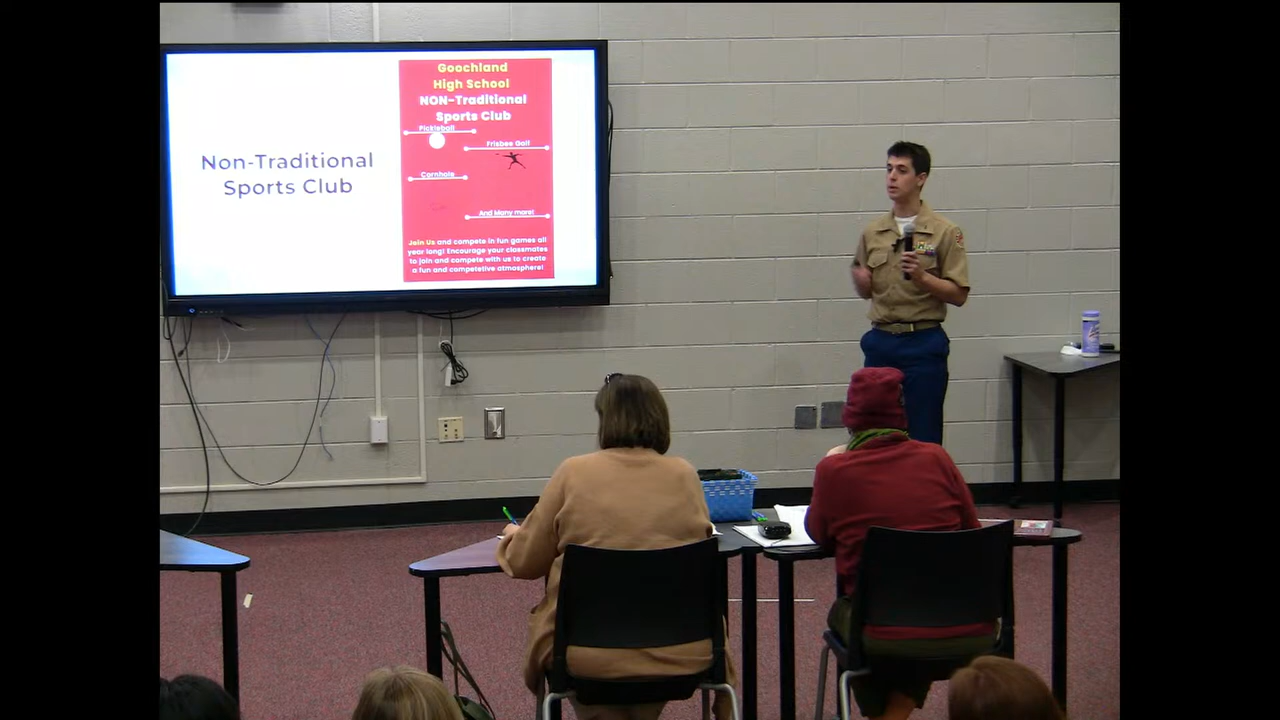 Non-Traditional
Sports Club
Goochland
High School
NON-Traditional
Sports Club
Pickleball
Frisbee Golf
Cornhole
And Many more!
Join Us and compete in fun games all
year long! Encourage your classmates
to join and compete with us to create
a fun and competetive atmosphere!